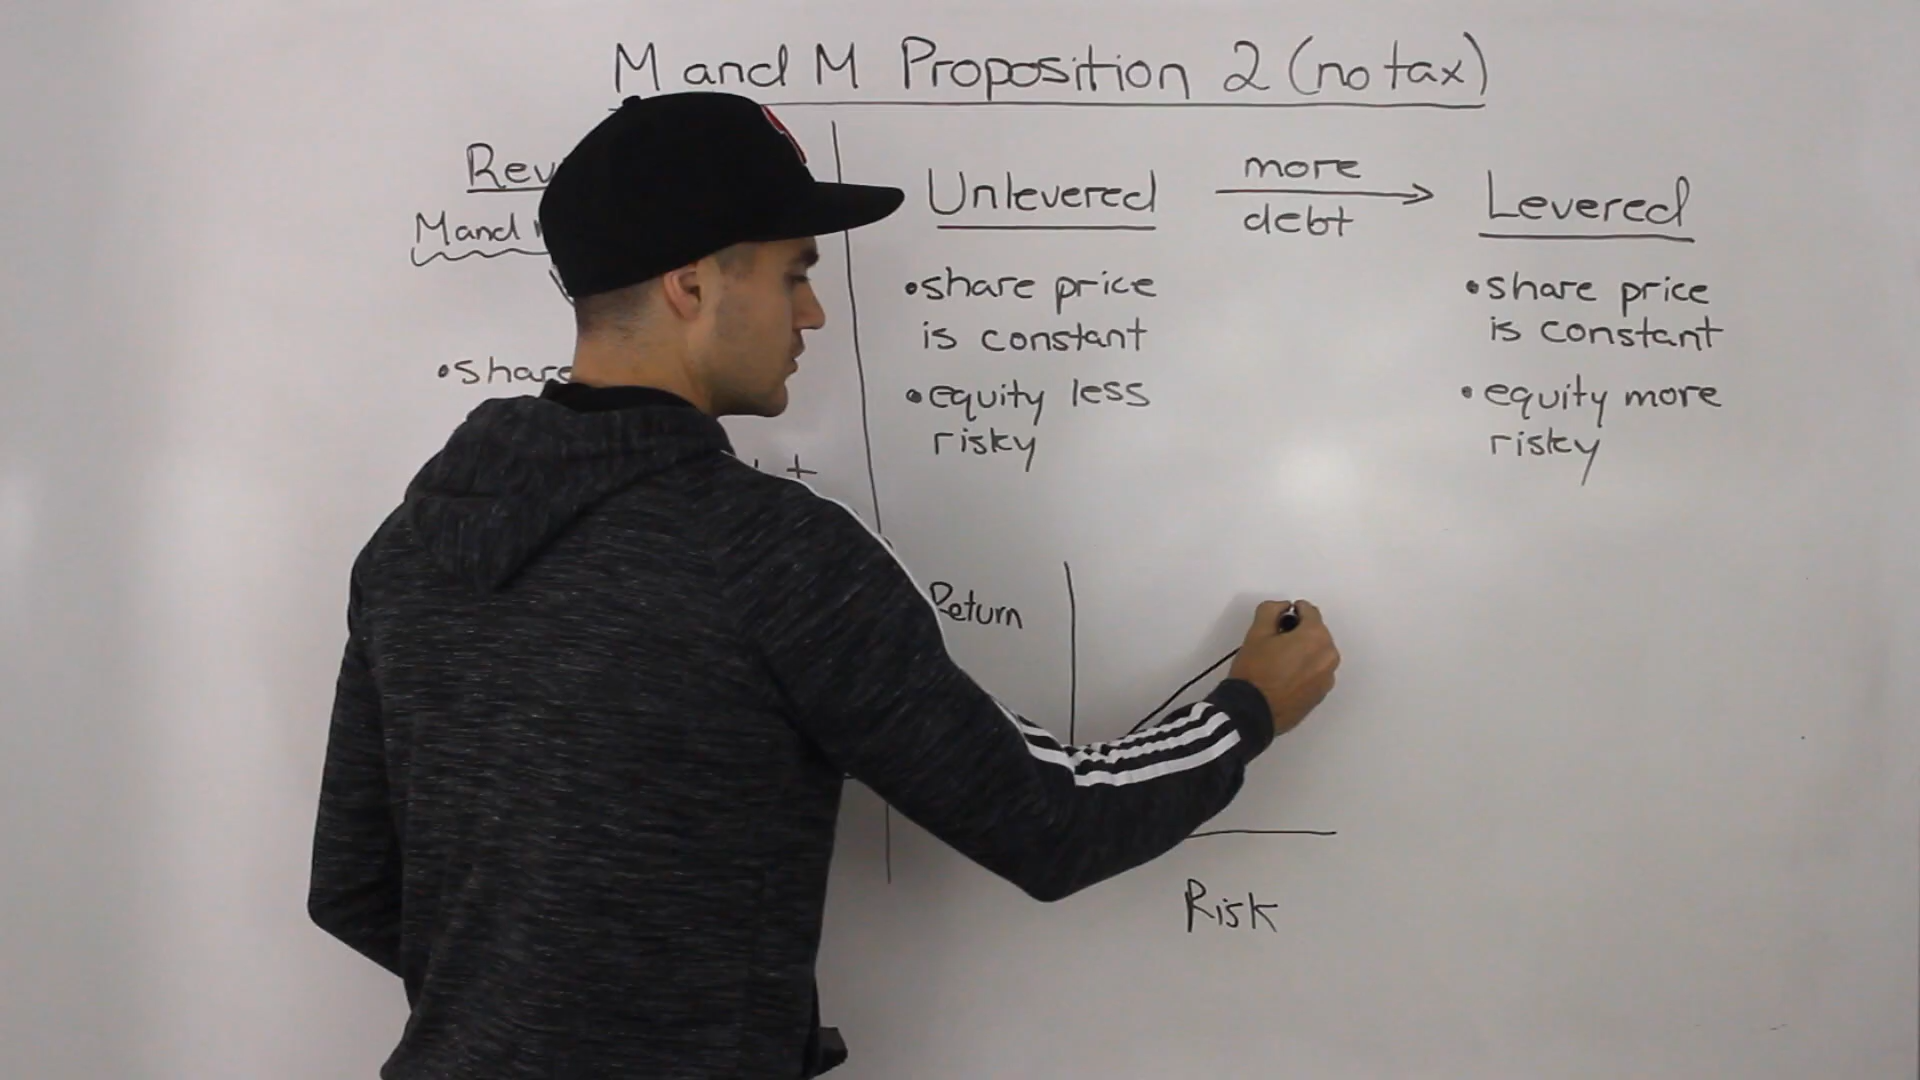 M and M Proposition 2 (no tax)
Rev
M and
• share
+
Unlevered
• share price
is constant
• equity less
risky
more
debt
Levered
• share price
is constant
• equity more
risky
Return
Risk